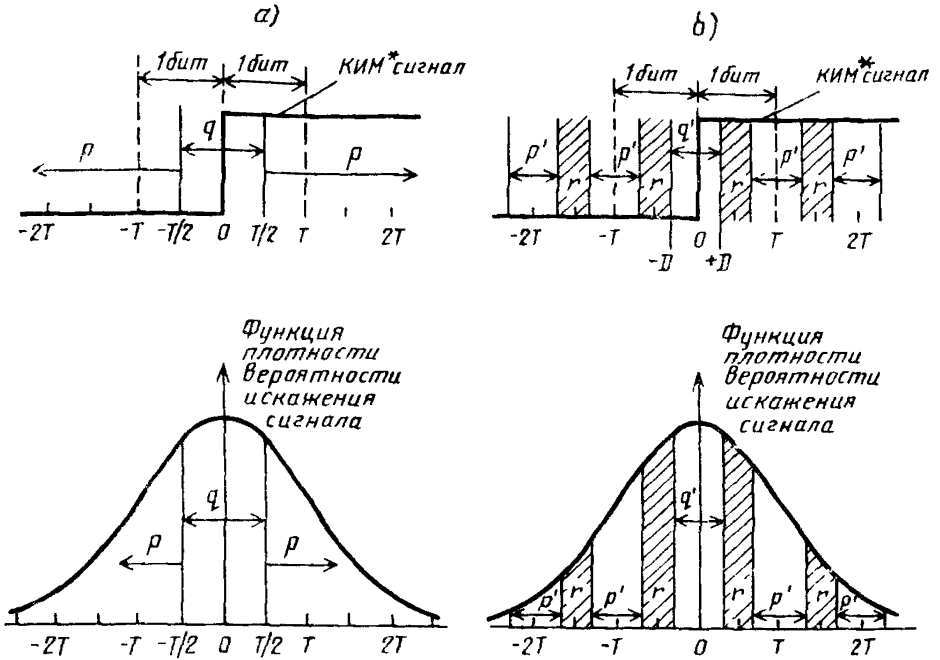 а)
1бит 1бит
КИМ* сигнал
q
p p
-2T -T -T/2 0 T/2 T 2T
b)
1бит 1бит
КИМ* сигнал
q'
p' r p' r r p' r p'
-2T -T 0 T 2T
-D +D
Функция
плотности
вероятности
искажения
сигнала
q
p p
-2T -T -T/2 0 T/2 T 2T
Функция
плотности
вероятности
искажения
сигнала
q'
p' r p' r r p' r p'
-2T -T 0 T 2T